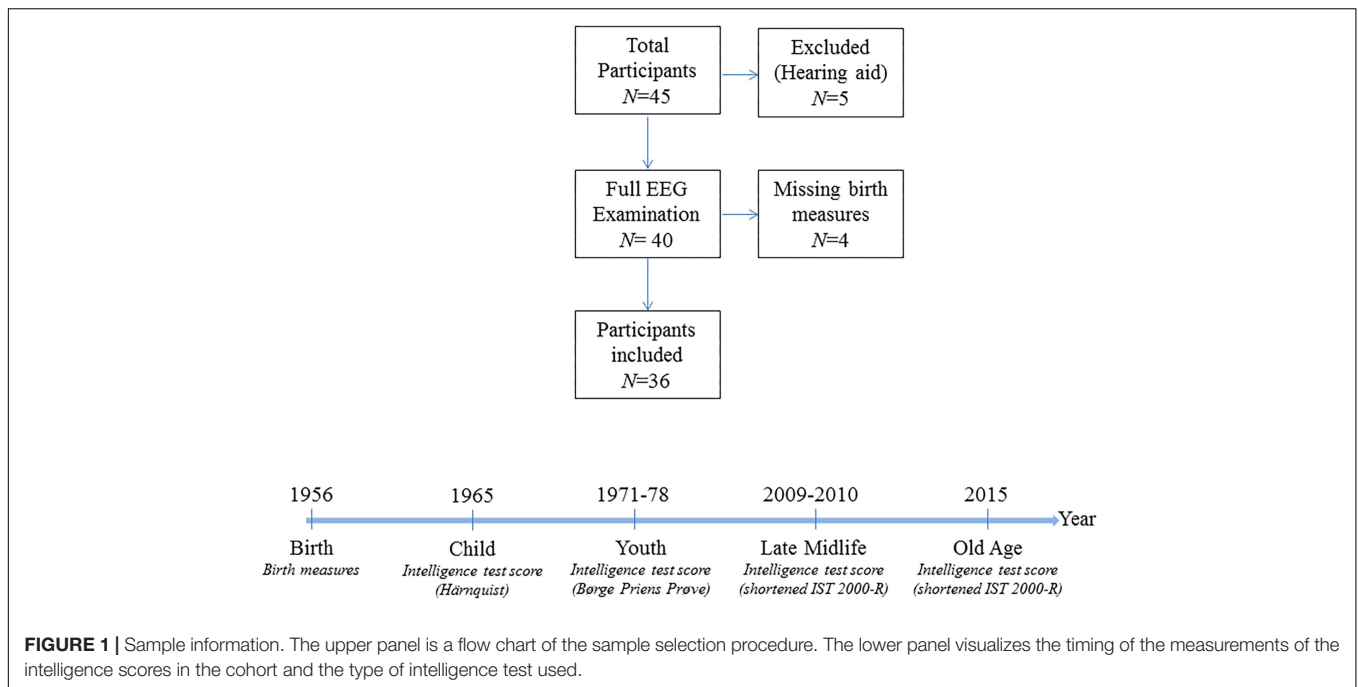 Total
Participants
N=45
Excluded
(Hearing aid)
N=5
Full EEG
Examination
N= 40
Missing birth
measures
N=4
Participants
included
N=36
1956 1965 1971-78 2009-2010 2015
Year
Birth Child Youth Late Midlife Old Age
Birth measures Intelligence test score Intelligence test score Intelligence test score Intelligence test score
(Härnquist) (Børge Priens Prøve) (shortened IST 2000-R) (shortened IST 2000-R)
FIGURE 1 | Sample information. The upper panel is a flow chart of the sample selection procedure. The lower panel visualizes the timing of the measurements of the
intelligence scores in the cohort and the type of intelligence test used.